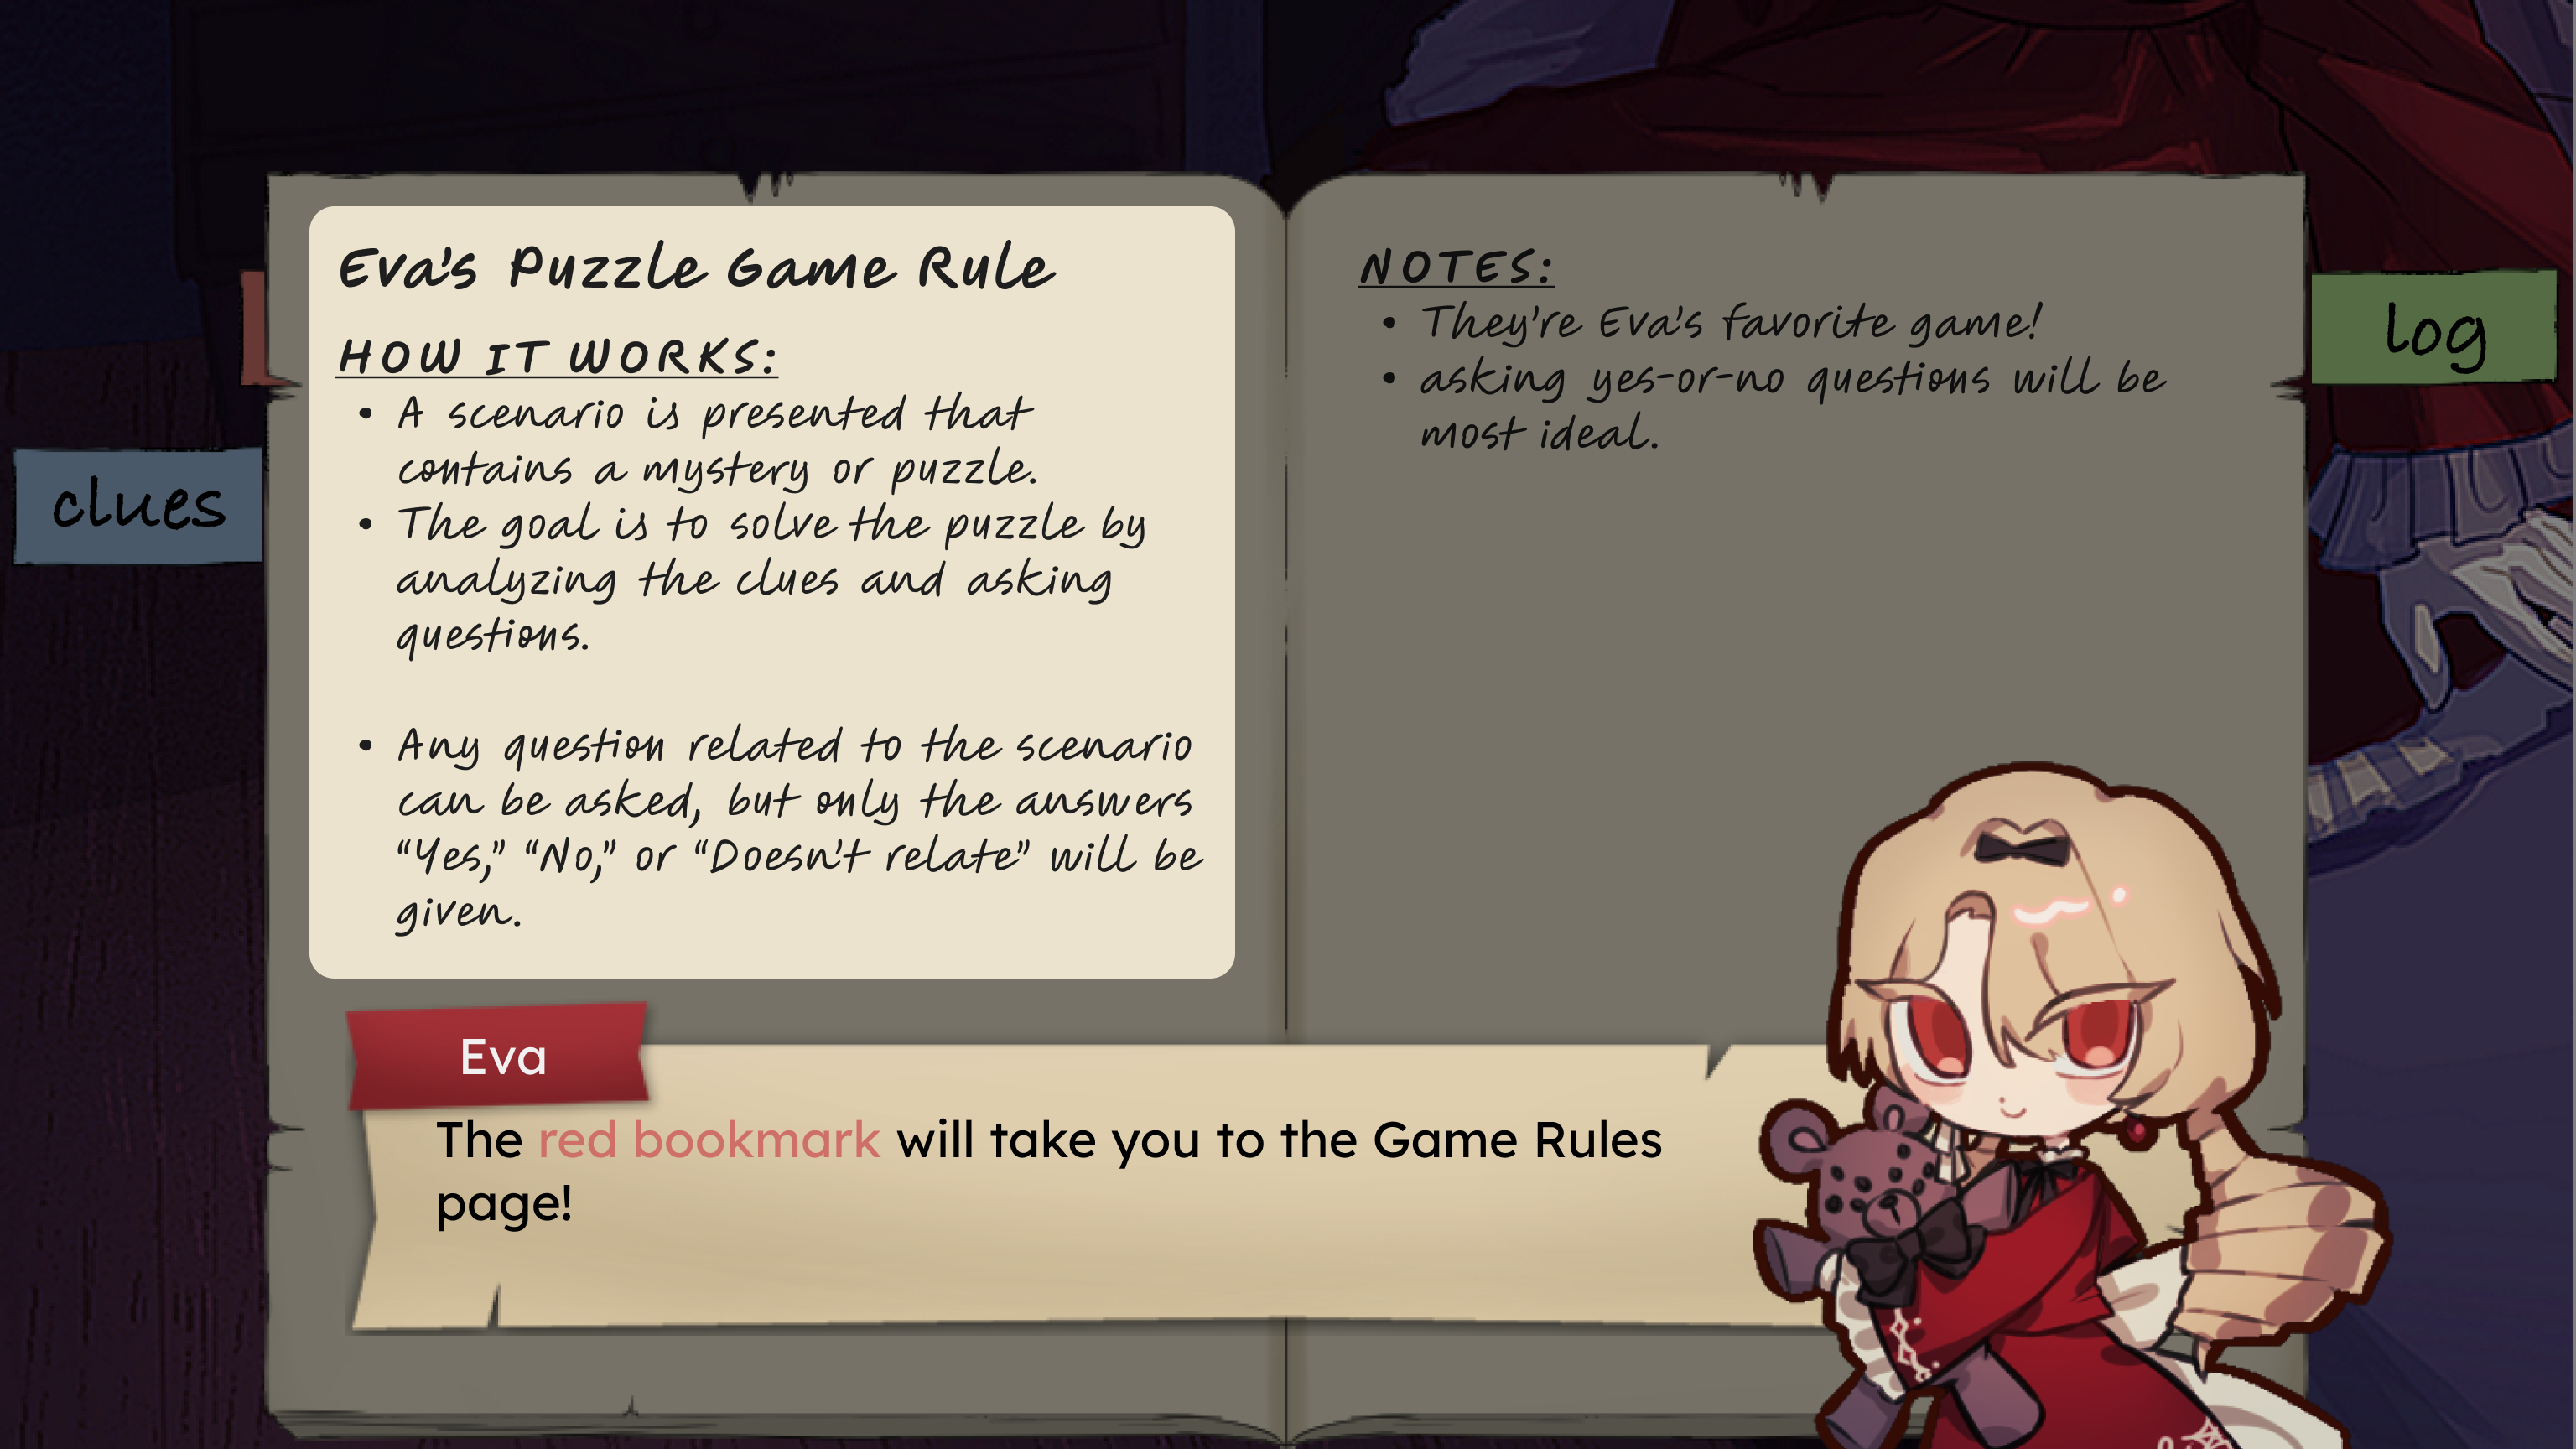 Eva's Puzzle Game Rule
HOW IT WORKS:
• A scenario is presented that
contains a mystery or puzzle.
• The goal is to solve the puzzle by
analyzing the clues and asking
questions.
• Any question related to the scenario
can be asked, but only the answers
“Yes,” “No,” or “Doesn't relate” will be
given.
NOTES:
• They're Eva's favorite game!
• asking yes-or-no questions will be
most ideal.
clues
log
Eva
The red bookmark will take you to the Game Rules
page!